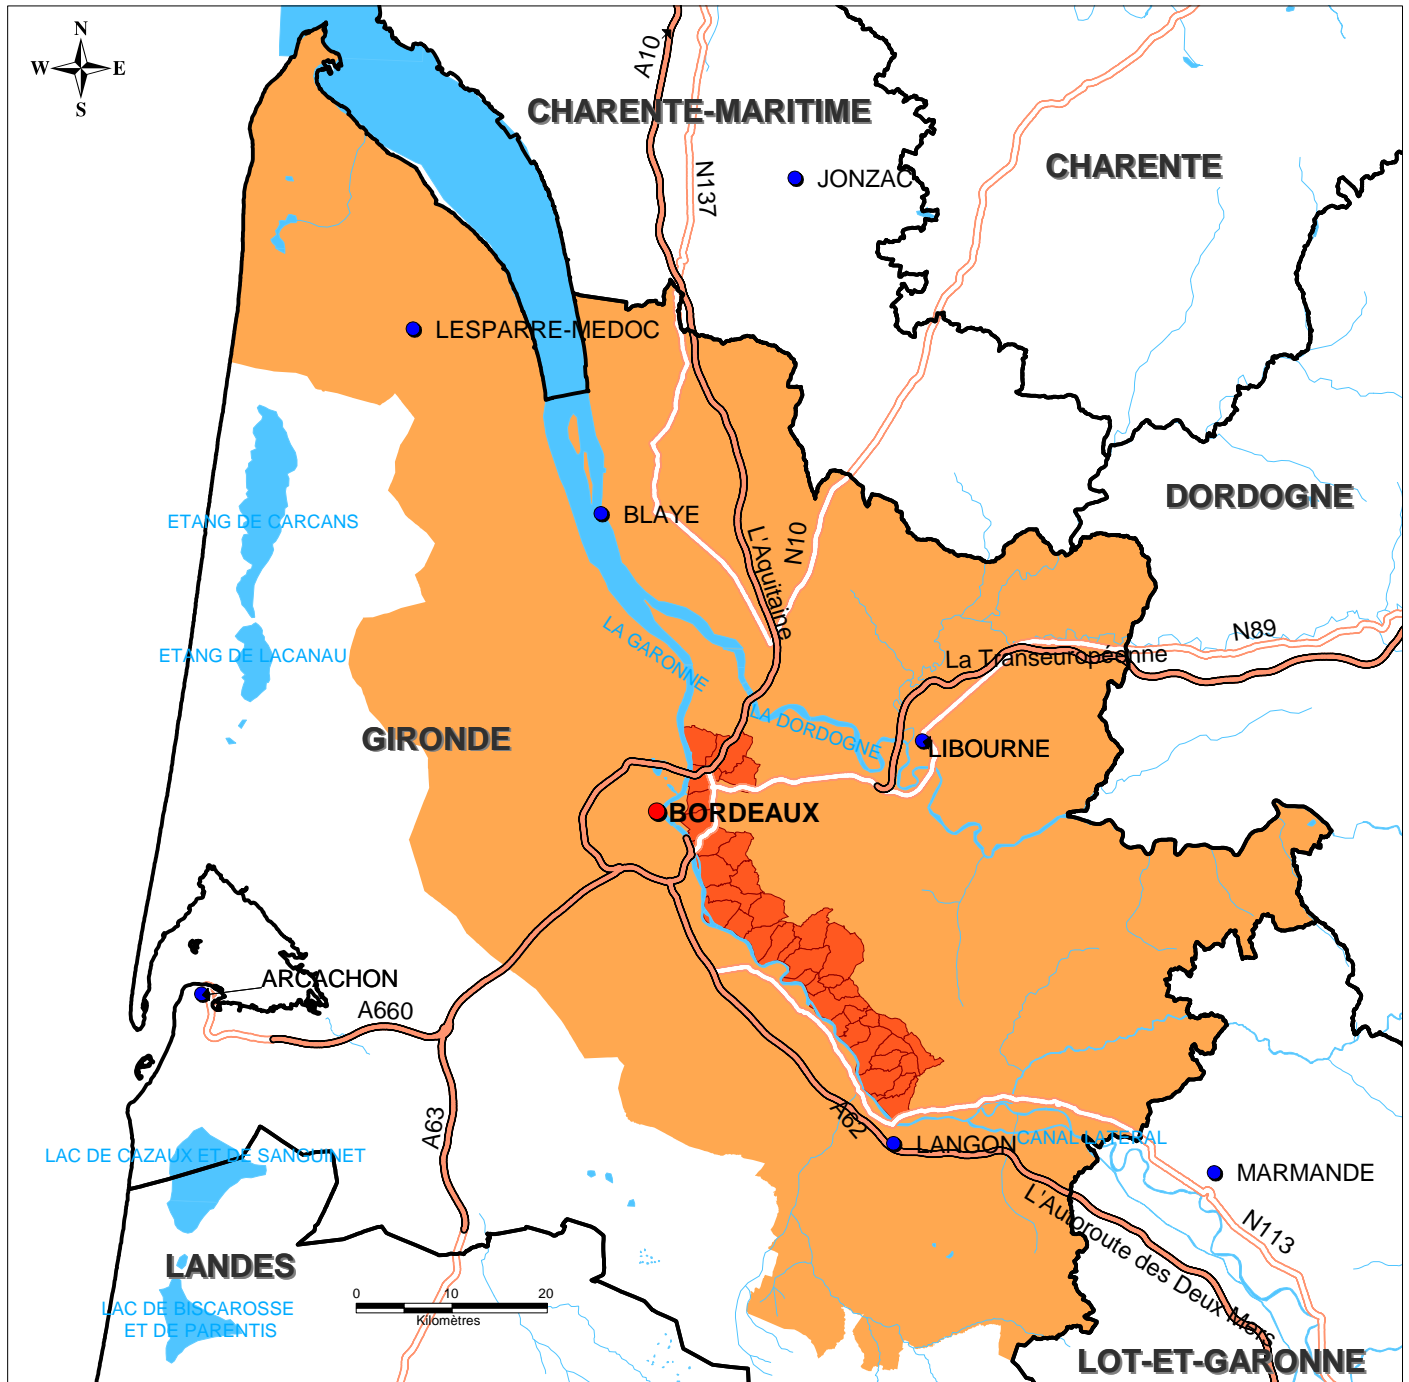 N
W E
S
A10
CHARENTE-MARITIME
CHARENTE
JONZAC
N137
LESPARRE-MEDOC
DORDOGNE
BLAYE
ETANG DE CARCANS
L'Aquitaine
N10
LA GARONNE
N89
ETANG DE LACANAU
La Transeuropéenne
LA DORDOGNE
GIRONDE
LIBOURNE
BORDEAUX
ARCACHON
A660
A63
A62
LANGON
CANAL LATERAL
LAC DE CAZAUX ET DE SANGUINET
MARMANDE
L'Autoroute des Deux Mers
N113
LANDES
0 10 20
Kilomètres
LAC DE BISCAROSSE
ET DE PARENTIS
LOT-ET-GARONNE